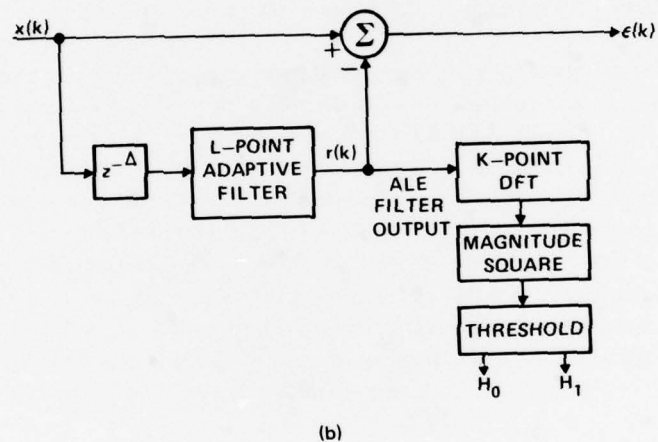 x(k)
Σ
+
−
ϵ(k)
z⁻Δ
L–POINT
ADAPTIVE
FILTER
r(k)
ALE
FILTER
OUTPUT
K–POINT
DFT
MAGNITUDE
SQUARE
THRESHOLD
H₀
H₁
(b)